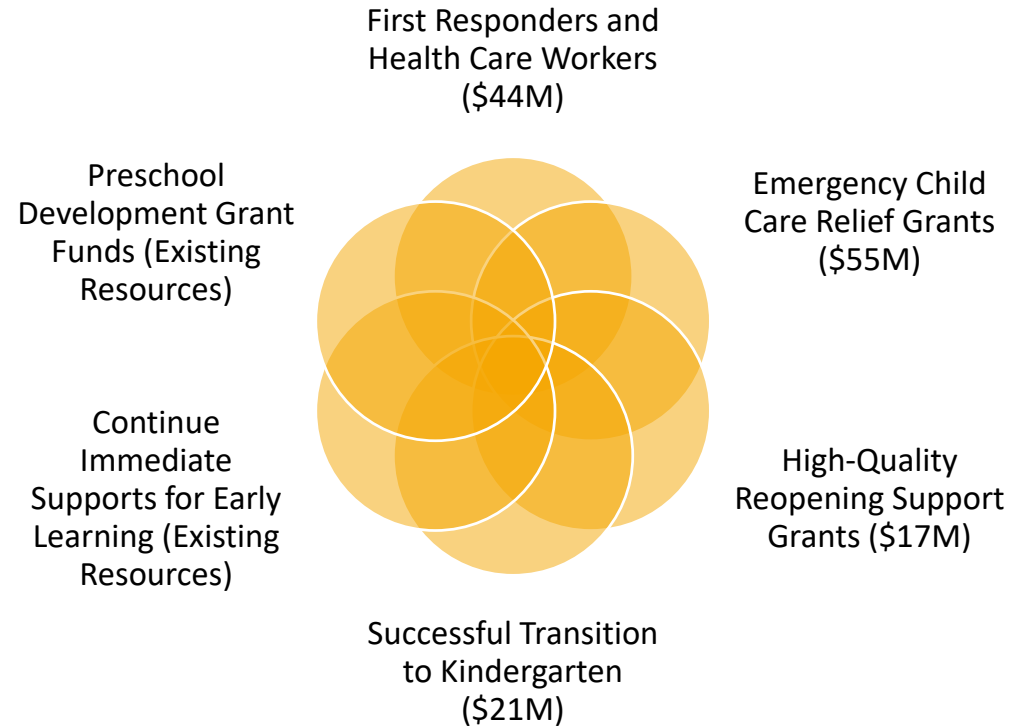 First Responders and
Health Care Workers
($44M)
Emergency Child
Care Relief Grants
($55M)
High-Quality
Reopening Support
Grants ($17M)
Successful Transition
to Kindergarten
($21M)
Continue
Immediate
Supports for Early
Learning (Existing
Resources)
Preschool
Development Grant
Funds (Existing
Resources)